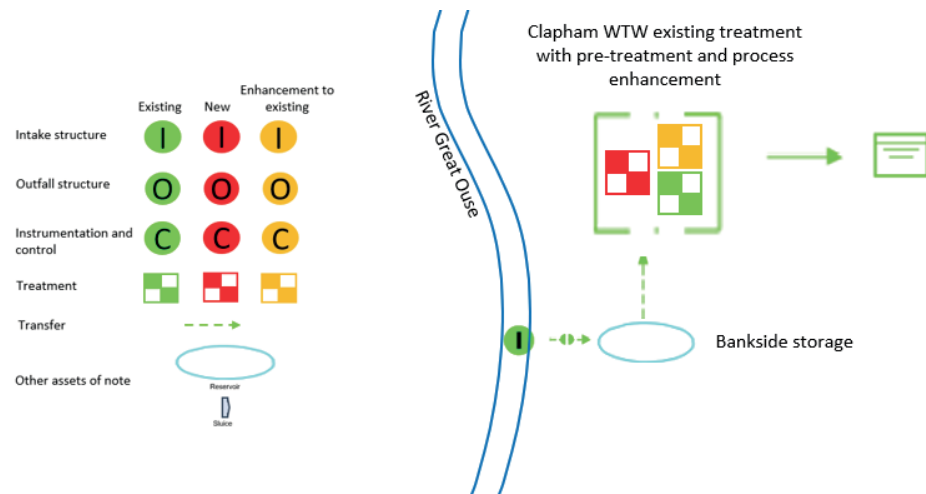 Existing New Enhancement to
existing
Intake structure I I I
Outfall structure O O O
Instrumentation and
control C C C
Treatment
Transfer
Other assets of note
Reservoir
Sluice
River Great Ouse
I
Clapham WTW existing treatment
with pre-treatment and process
enhancement
Bankside storage